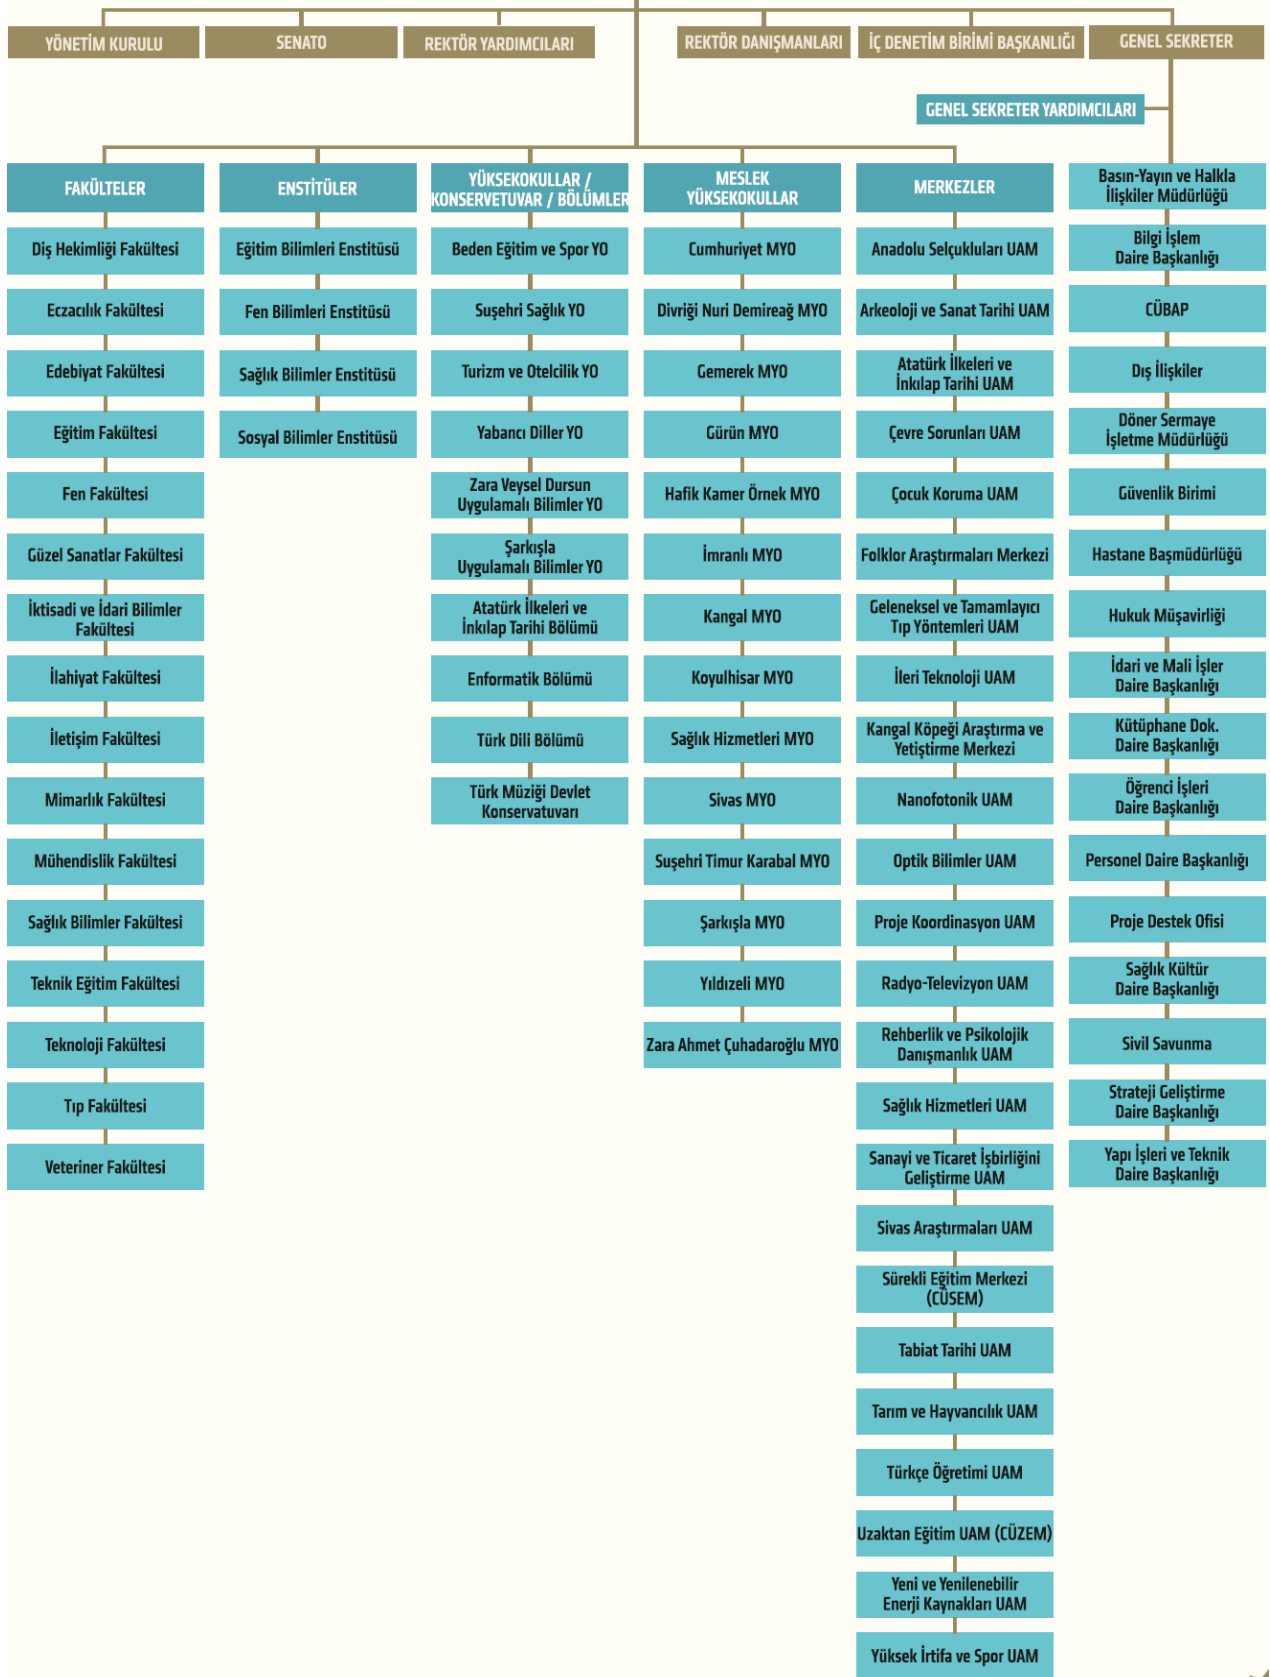 YÖNETİM KURULU
SENATO
REKTÖR YARDIMCILARI
REKTÖR DANIŞMANLARI
İÇ DENETİM BİRİMİ BAŞKANLIĞI
GENEL SEKRETER
GENEL SEKRETER YARDIMCILARI
FAKÜLTELER
Diş Hekimliği Fakültesi
Eczacılık Fakültesi
Edebiyat Fakültesi
Eğitim Fakültesi
Fen Fakültesi
Güzel Sanatlar Fakültesi
İktisadi ve İdari Bilimler
Fakültesi
İlahiyat Fakültesi
İletişim Fakültesi
Mimarlık Fakültesi
Mühendislik Fakültesi
Sağlık Bilimler Fakültesi
Teknik Eğitim Fakültesi
Teknoloji Fakültesi
Tıp Fakültesi
Veteriner Fakültesi
ENSTİTÜLER
Eğitim Bilimleri Enstitüsü
Fen Bilimleri Enstitüsü
Sağlık Bilimler Enstitüsü
Sosyal Bilimler Enstitüsü
YÜKSEKOKULLAR /
KONSERVETUVAR / BÖLÜMLER
Beden Eğitim ve Spor YO
Suşehri Sağlık YO
Turizm ve Otelcilik YO
Yabancı Diller YO
Zara Veysel Dursun
Uygulamalı Bilimler YO
Şarkışla
Uygulamalı Bilimler YO
Atatürk İlkeleri ve
İnkılap Tarihi Bölümü
Enformatik Bölümü
Türk Dili Bölümü
Türk Müziği Devlet
Konservatuvarı
MESLEK
YÜKSEKOKULLAR
Cumhuriyet MYO
Divriği Nuri Demireağ MYO
Gemerek MYO
Gürün MYO
Hafik Kamer Örnek MYO
İmranlı MYO
Kangal MYO
Koyulhisar MYO
Sağlık Hizmetleri MYO
Sivas MYO
Suşehri Timur Karabal MYO
Şarkışla MYO
Yıldızeli MYO
Zara Ahmet Çuhadaroğlu MYO
MERKEZLER
Anadolu Selçukluları UAM
Arkeoloji ve Sanat Tarihi UAM
Atatürk İlkeleri ve
İnkılap Tarihi UAM
Çevre Sorunları UAM
Çocuk Koruma UAM
Folklor Araştırmaları Merkezi
Geleneksel ve Tamamlayıcı
Tıp Yöntemleri UAM
İleri Teknoloji UAM
Kangal Köpeği Araştırma ve
Yetiştirme Merkezi
Nanofotonik UAM
Optik Bilimler UAM
Proje Koordinasyon UAM
Radyo-Televizyon UAM
Rehberlik ve Psikolojik
Danışmanlık UAM
Sağlık Hizmetleri UAM
Sanayi ve Ticaret İşbirliğini
Geliştirme UAM
Sivas Araştırmaları UAM
Sürekli Eğitim Merkezi
(CÜSEM)
Tabiat Tarihi UAM
Tarım ve Hayvancılık UAM
Türkçe Öğretimi UAM
Uzaktan Eğitim UAM (CÜZEM)
Yeni ve Yenilenebilir
Enerji Kaynakları UAM
Yüksek İrtifa ve Spor UAM
Basın-Yayın ve Halkla
İlişkiler Müdürlüğü
Bilgi İşlem
Daire Başkanlığı
CÜBAP
Dış İlişkiler
Döner Sermaye
İşletme Müdürlüğü
Güvenlik Birimi
Hastane Başmüdürlüğü
Hukuk Müşavirliği
İdari ve Mali İşler
Daire Başkanlığı
Kütüphane Dok.
Daire Başkanlığı
Öğrenci İşleri
Daire Başkanlığı
Personel Daire Başkanlığı
Proje Destek Ofisi
Sağlık Kültür
Daire Başkanlığı
Sivil Savunma
Strateji Geliştirme
Daire Başkanlığı
Yapı İşleri ve Teknik
Daire Başkanlığı